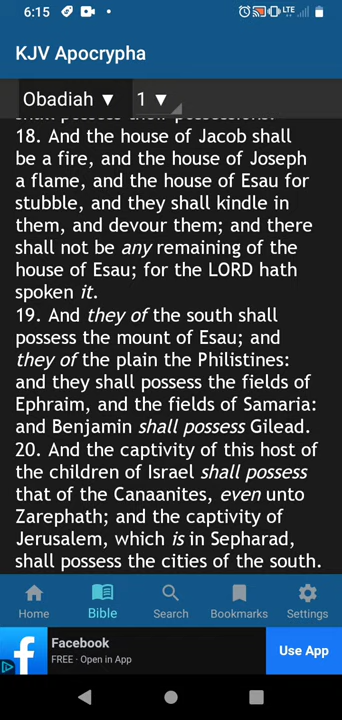 6:15
LTE
KJV Apocrypha
Obadiah ▼ 1 ▼
shall possess their possessions.
18. And the house of Jacob shall
be a fire, and the house of Joseph
a flame, and the house of Esau for
stubble, and they shall kindle in
them, and devour them; and there
shall not be any remaining of the
house of Esau; for the LORD hath
spoken it.
19. And they of the south shall
possess the mount of Esau; and
they of the plain the Philistines:
and they shall possess the fields of
Ephraim, and the fields of Samaria:
and Benjamin shall possess Gilead.
20. And the captivity of this host of
the children of Israel shall possess
that of the Canaanites, even unto
Zarephath; and the captivity of
Jerusalem, which is in Sepharad,
shall possess the cities of the south.
Home Bible Search Bookmarks Settings
Facebook
FREE · Open in App
Use App